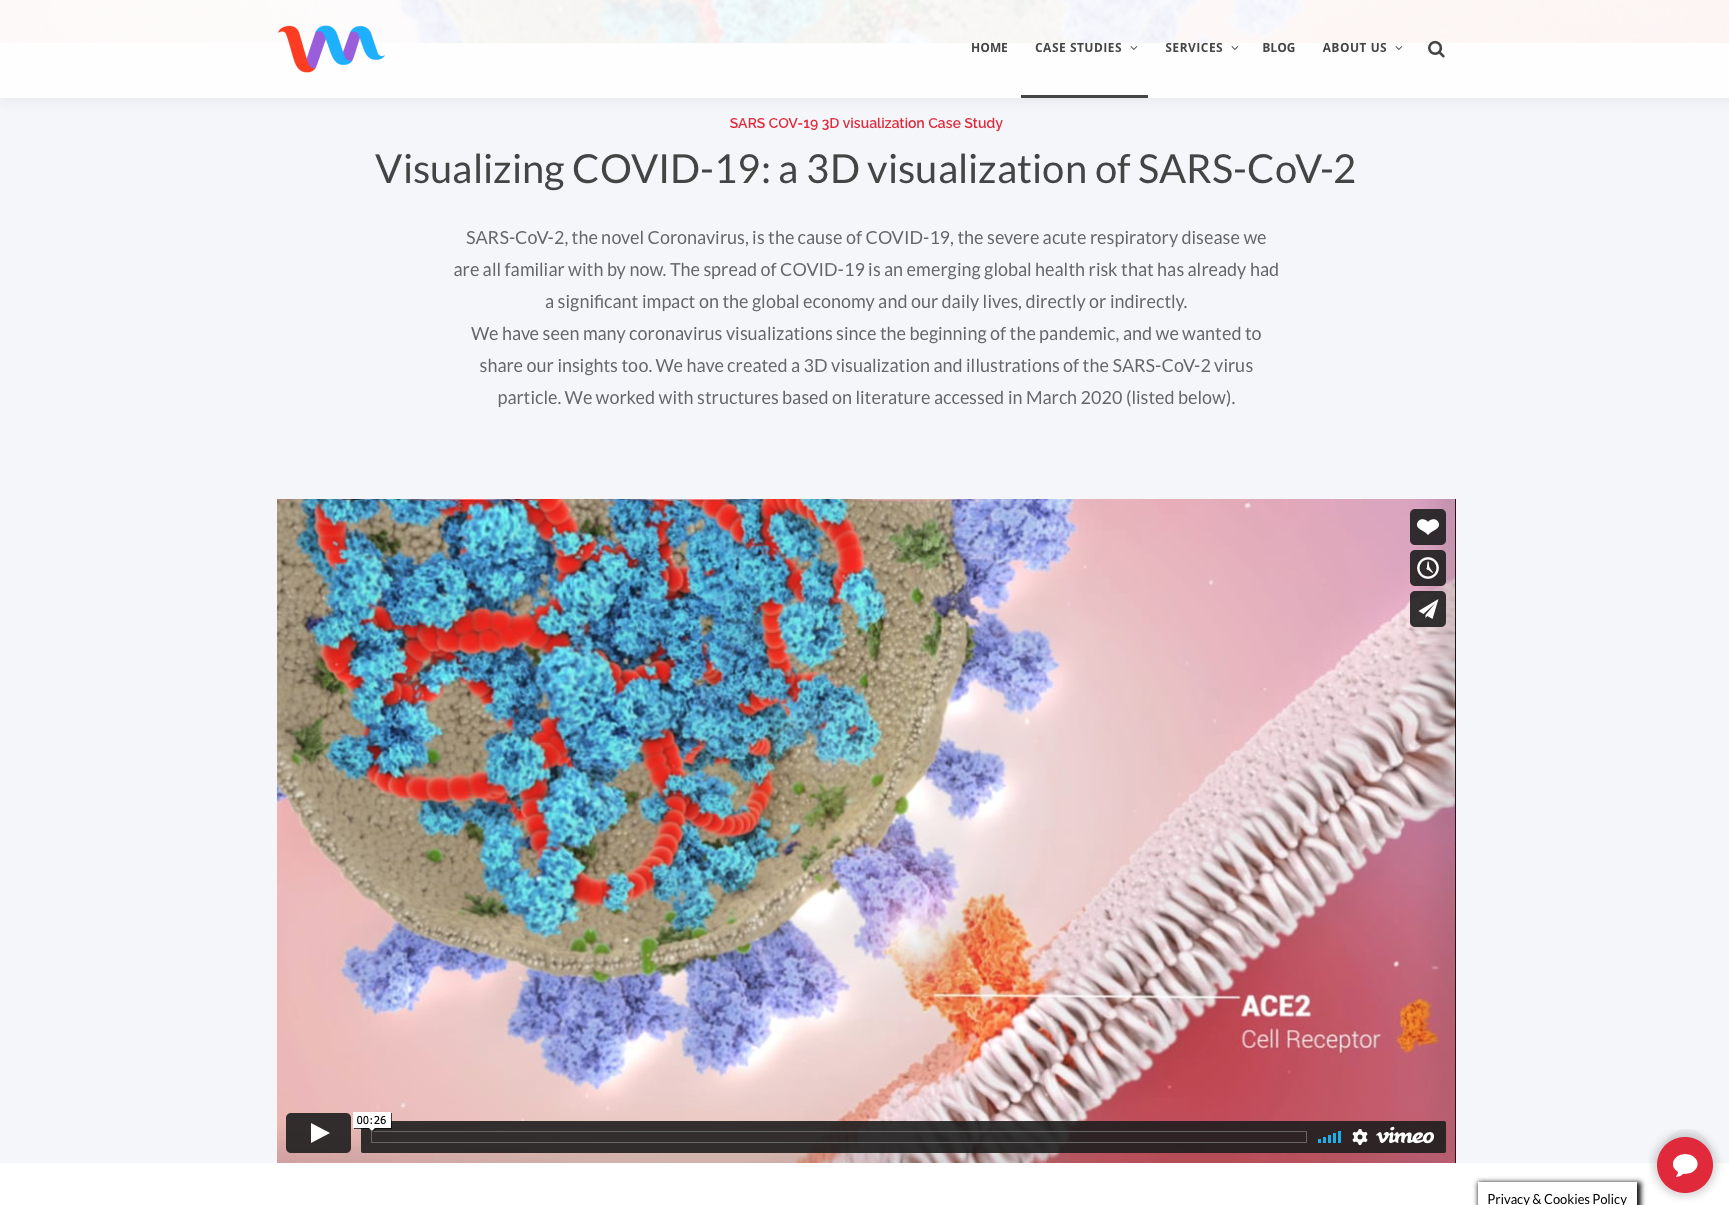 HOME CASE STUDIES SERVICES BLOG ABOUT US
SARS COV-19 3D visualization Case Study
Visualizing COVID-19: a 3D visualization of SARS-CoV-2
SARS-CoV-2, the novel Coronavirus, is the cause of COVID-19, the severe acute respiratory disease we
are all familiar with by now. The spread of COVID-19 is an emerging global health risk that has already had
a significant impact on the global economy and our daily lives, directly or indirectly.
We have seen many coronavirus visualizations since the beginning of the pandemic, and we wanted to
share our insights too. We have created a 3D visualization and illustrations of the SARS-CoV-2 virus
particle. We worked with structures based on literature accessed in March 2020 (listed below).
ACE2
Cell Receptor
00:26
vimeo
Privacy & Cookies Policy